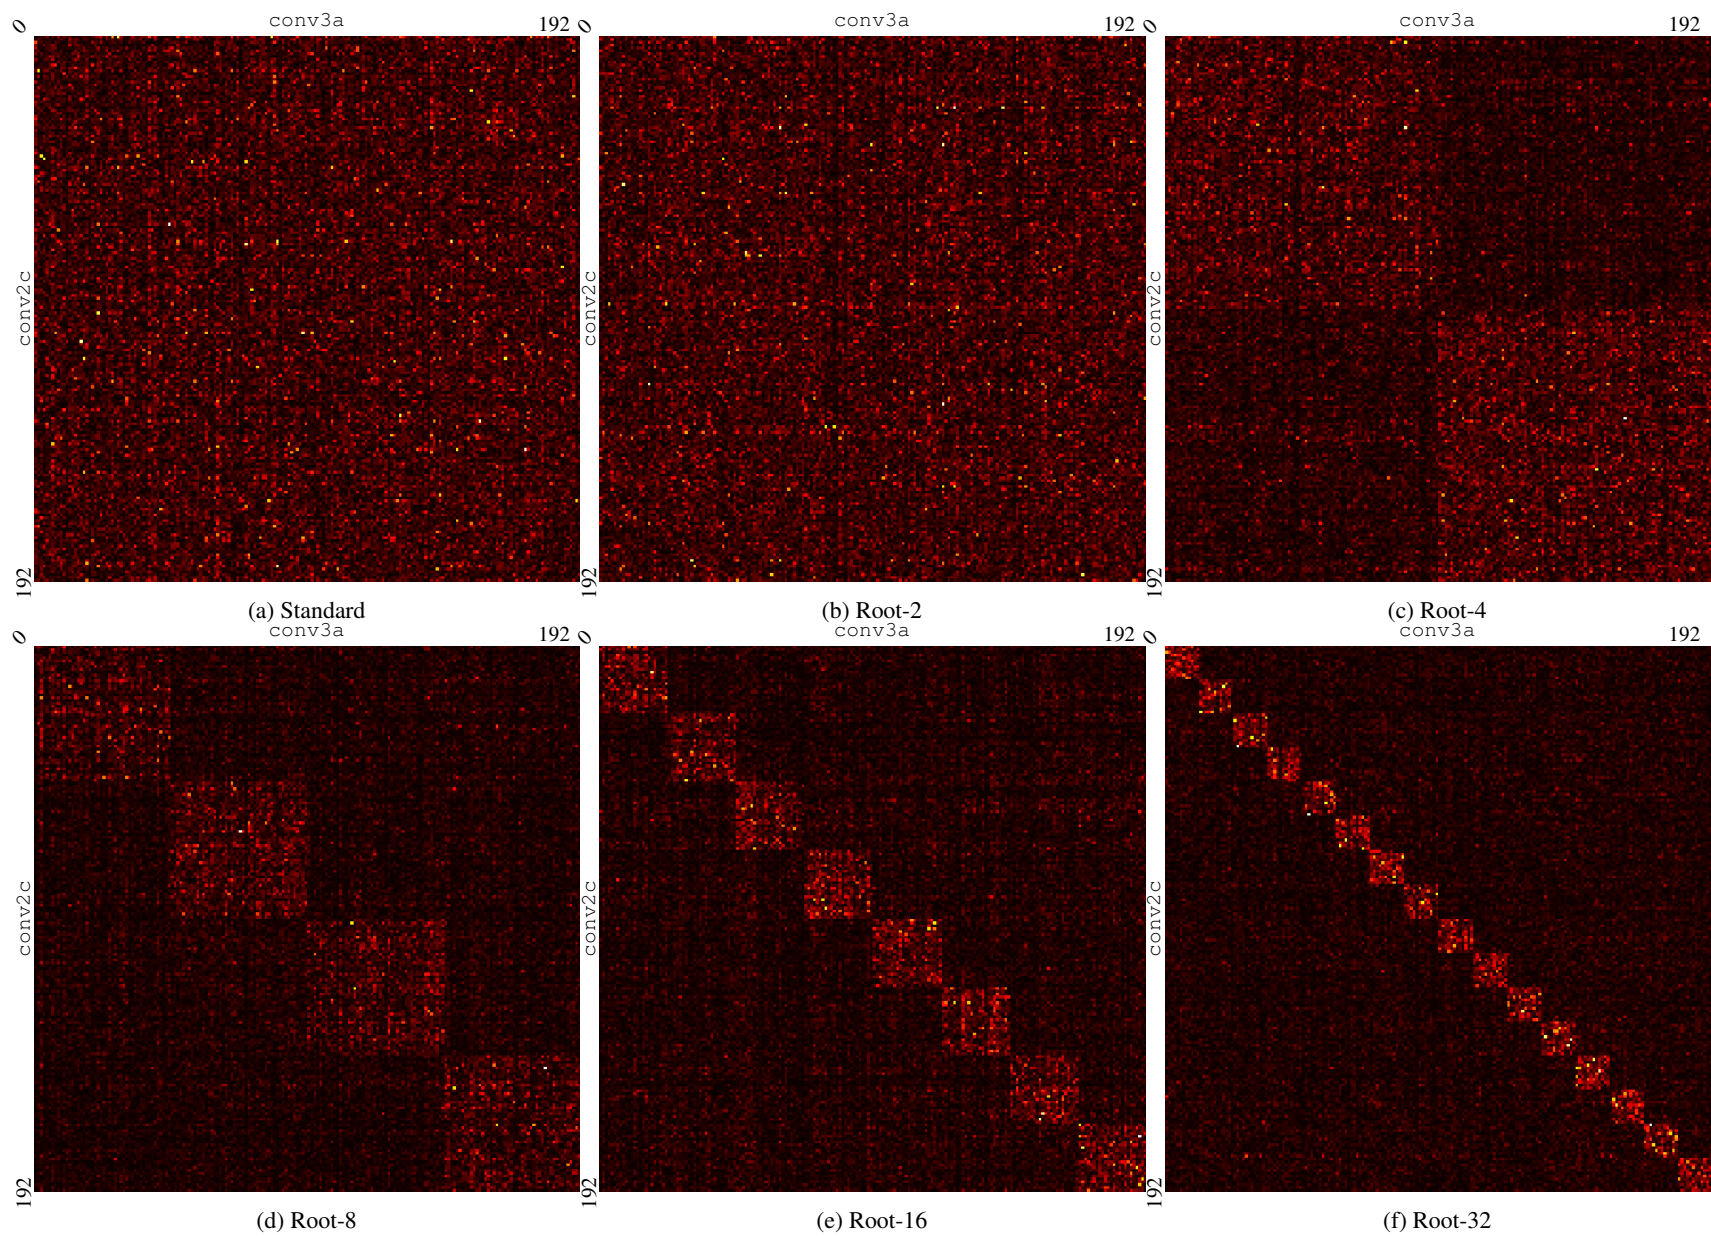 0 conv3a 192 0 conv3a 192 conv3a 192
conv2c conv2c conv2c
192 192 192
(a) Standard (b) Root-2 (c) Root-4
0 conv3a 192 0 conv3a 192 conv3a 192
conv2c conv2c conv2c
192 192 192
(d) Root-8 (e) Root-16 (f) Root-32